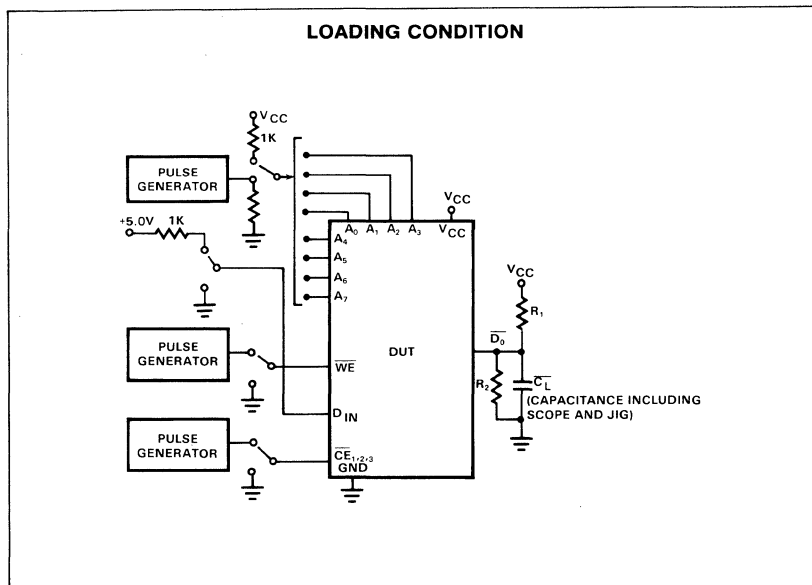 LOADING CONDITION
VCC
1K
PULSE
GENERATOR
+5.0V 1K
A0 A1 A2 A3 VCC
VCC
A4
A5
A6
A7
VCC
R1
DUT
D0
R2
CL
(CAPACITANCE INCLUDING
SCOPE AND JIG)
PULSE
GENERATOR
WE
DIN
PULSE
GENERATOR
CE1,2,3
GND